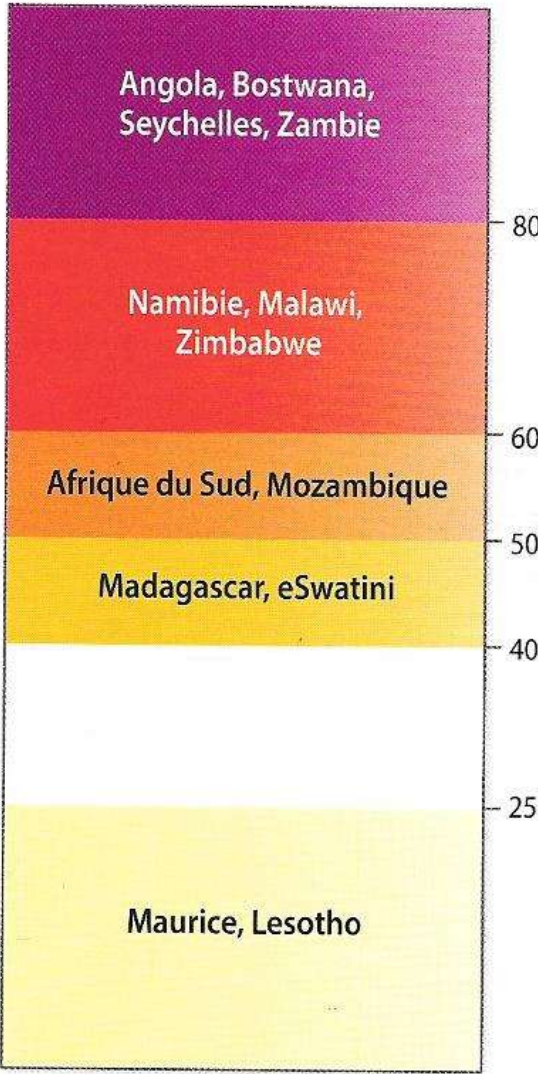 Angola, Bostwana,
Seychelles, Zambie
80
Namibie, Malawi,
Zimbabwe
60
Afrique du Sud, Mozambique
50
Madagascar, eSwatini
40
25
Maurice, Lesotho